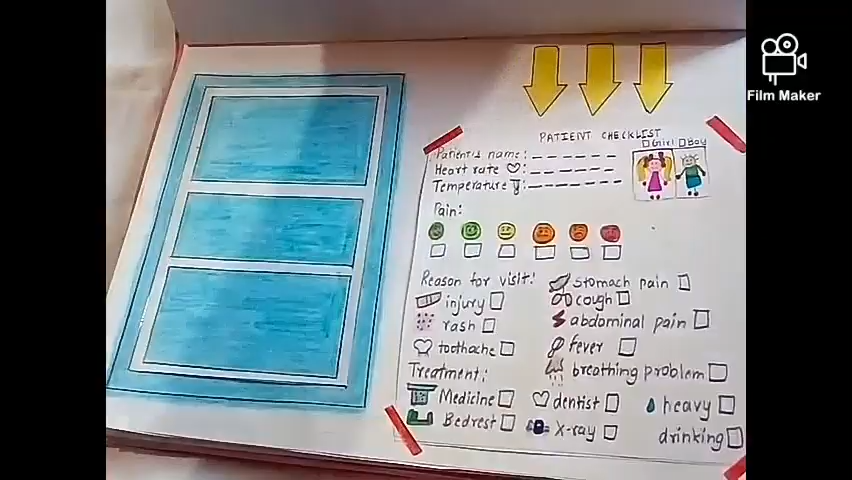 Film Maker
PATIENT CHECKLIST
Girl Boy
Patient's name:
Heart rate :
Temperature :
Pain:
Reason for visit:
injury
rash
toothache
stomach pain
cough
abdominal pain
fever
breathing problem
Treatment:
Medicine
Bedrest
dentist
X-ray
heavy
drinking